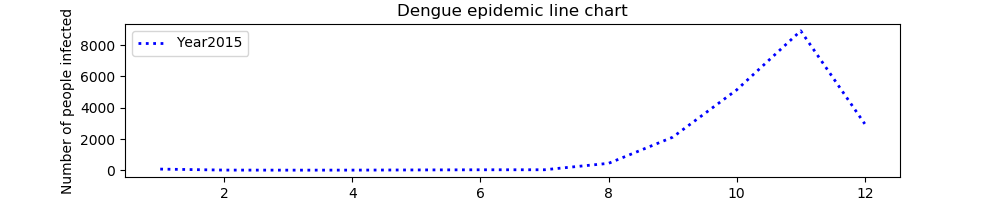 Dengue epidemic line chart
Number of people infected
Year2015
8000
6000
4000
2000
0
2 4 6 8 10 12